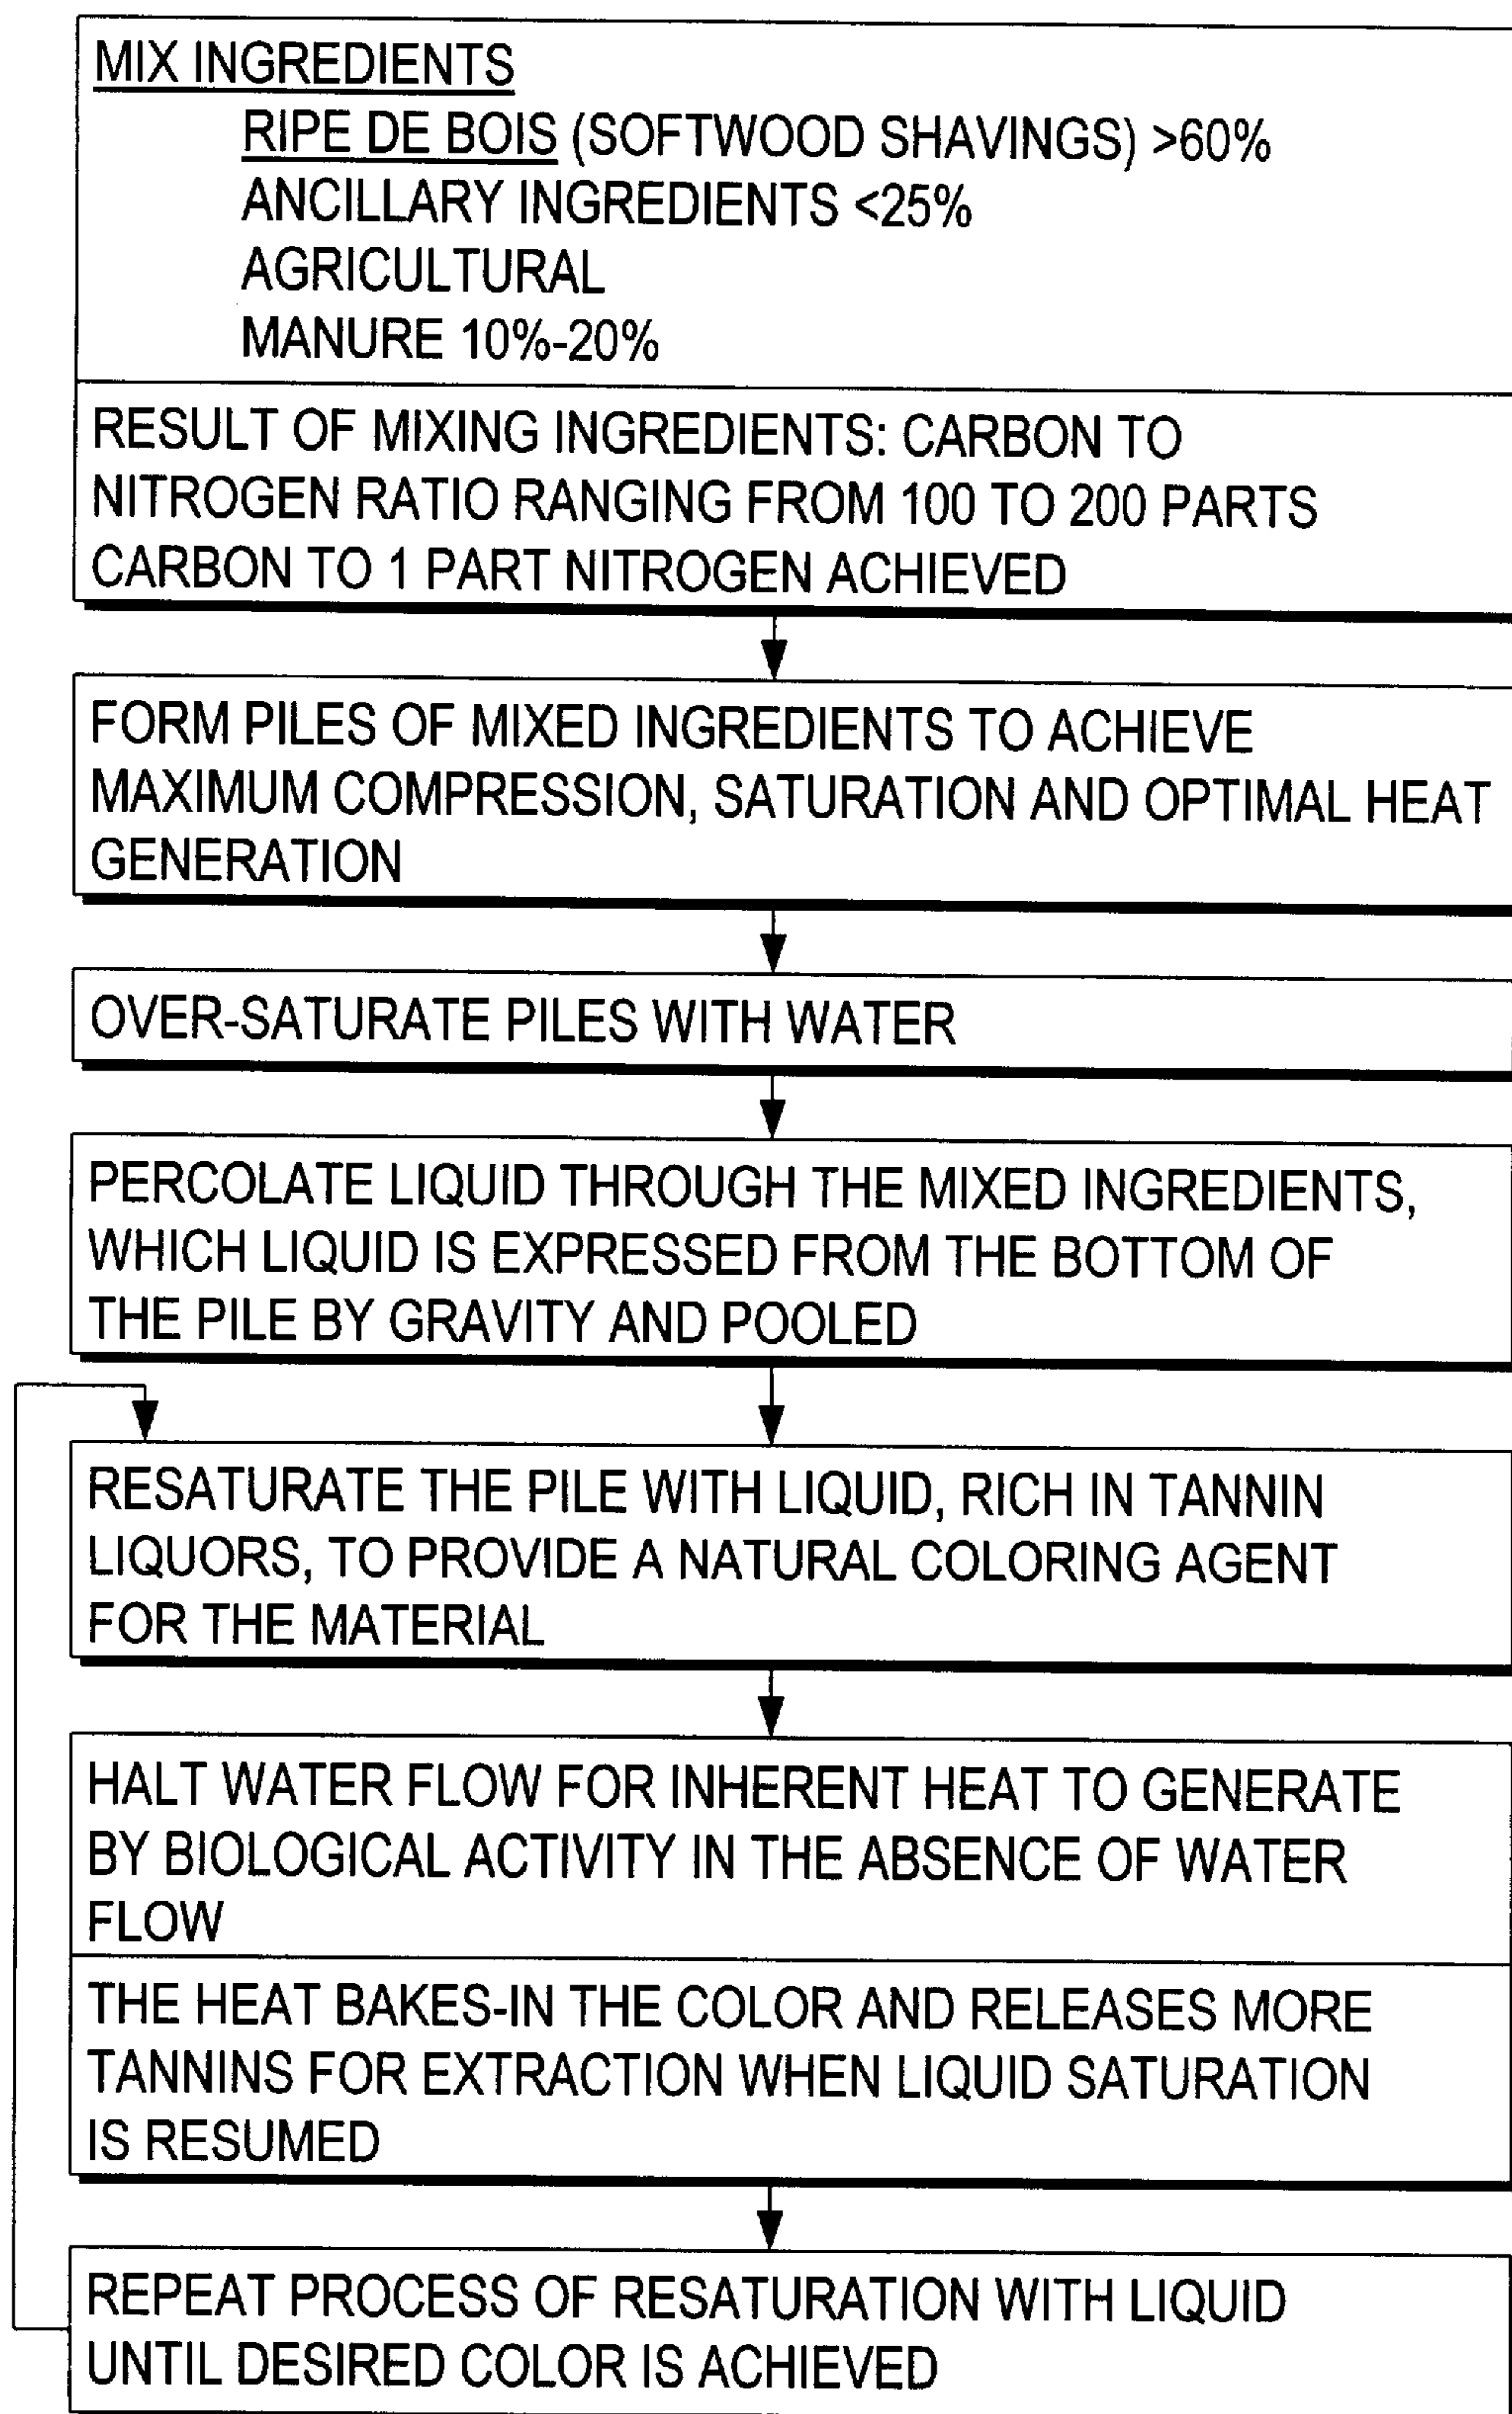 MIX INGREDIENTS
RIPE DE BOIS (SOFTWOOD SHAVINGS) >60%
ANCILLARY INGREDIENTS <25%
AGRICULTURAL
MANURE 10%-20%
RESULT OF MIXING INGREDIENTS: CARBON TO
NITROGEN RATIO RANGING FROM 100 TO 200 PARTS
CARBON TO 1 PART NITROGEN ACHIEVED
FORM PILES OF MIXED INGREDIENTS TO ACHIEVE
MAXIMUM COMPRESSION, SATURATION AND OPTIMAL HEAT
GENERATION
OVER-SATURATE PILES WITH WATER
PERCOLATE LIQUID THROUGH THE MIXED INGREDIENTS,
WHICH LIQUID IS EXPRESSED FROM THE BOTTOM OF
THE PILE BY GRAVITY AND POOLED
RESATURATE THE PILE WITH LIQUID, RICH IN TANNIN
LIQUORS, TO PROVIDE A NATURAL COLORING AGENT
FOR THE MATERIAL
HALT WATER FLOW FOR INHERENT HEAT TO GENERATE
BY BIOLOGICAL ACTIVITY IN THE ABSENCE OF WATER
FLOW
THE HEAT BAKES-IN THE COLOR AND RELEASES MORE
TANNINS FOR EXTRACTION WHEN LIQUID SATURATION
IS RESUMED
REPEAT PROCESS OF RESATURATION WITH LIQUID
UNTIL DESIRED COLOR IS ACHIEVED